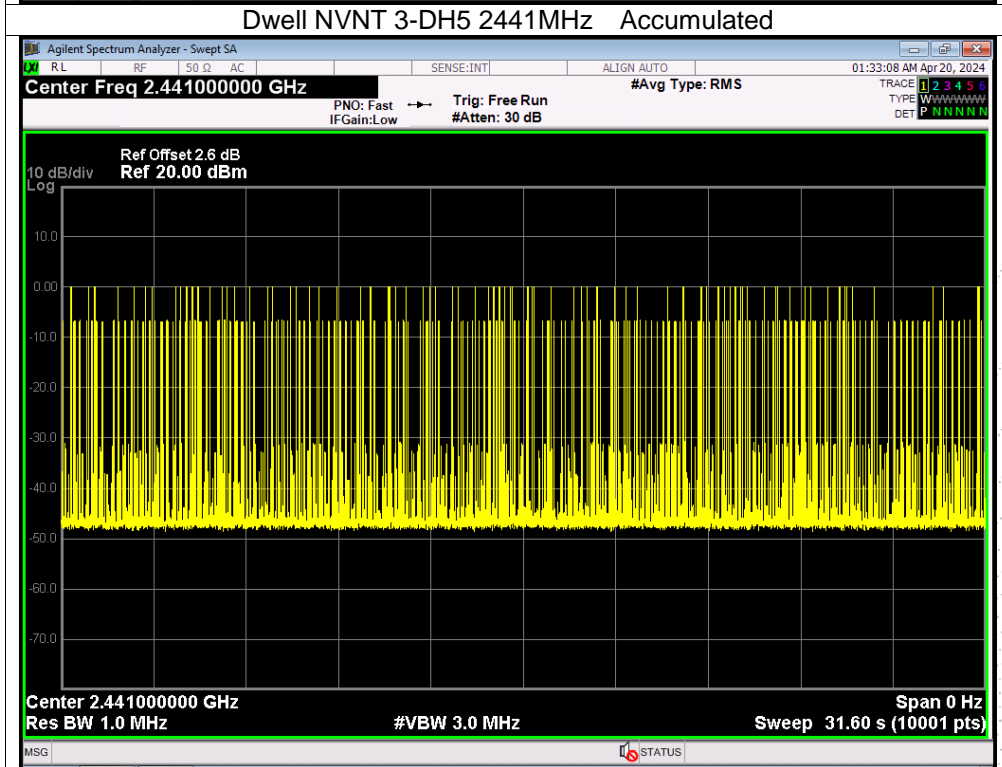 Dwell NVNT 3-DH5 2441MHz Accumulated
Agilent Spectrum Analyzer - Swept SA
LXI RL RF 50 Ω AC SENSE:INT ALIGN AUTO 01:33:08 AM Apr 20, 2024
Center Freq 2.441000000 GHz #Avg Type: RMS TRACE 1 2 3 4 5 6
PNO: Fast Trig: Free Run TYPE WWWWWW
IFGain:Low #Atten: 30 dB DET P N N N N N
Ref Offset 2.6 dB
10 dB/div Ref 20.00 dBm
Log
10.0
0.00
-10.0
-20.0
-30.0
-40.0
-50.0
-60.0
-70.0
Center 2.441000000 GHz Span 0 Hz
Res BW 1.0 MHz #VBW 3.0 MHz Sweep 31.60 s (10001 pts)
MSG STATUS